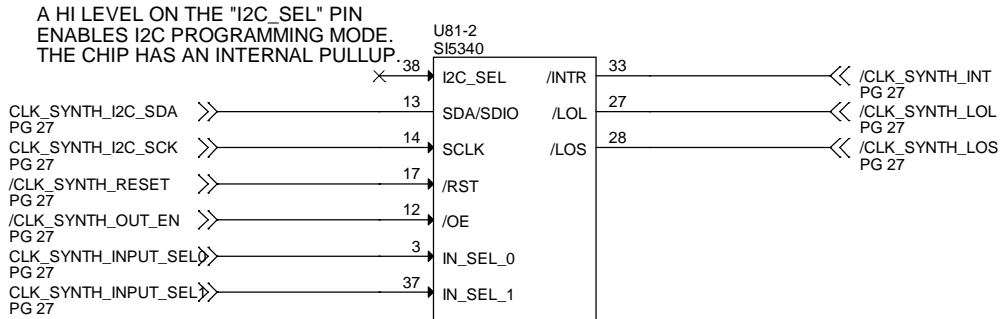 A HI LEVEL ON THE "I2C_SEL" PIN
ENABLES I2C PROGRAMMING MODE.
THE CHIP HAS AN INTERNAL PULLUP.
U81-2
SI5340
38 I2C_SEL /INTR 33 /CLK_SYNTH_INT
PG 27
CLK_SYNTH_I2C_SDA 13 SDA/SDIO /LOL 27 /CLK_SYNTH_LOL
PG 27 PG 27
CLK_SYNTH_I2C_SCK 14 SCLK /LOS 28 /CLK_SYNTH_LOS
PG 27 PG 27
/CLK_SYNTH_RESET 17 /RST
PG 27
/CLK_SYNTH_OUT_EN 12 /OE
PG 27
CLK_SYNTH_INPUT_SEL0 3 IN_SEL_0
PG 27
CLK_SYNTH_INPUT_SEL1 37 IN_SEL_1
PG 27